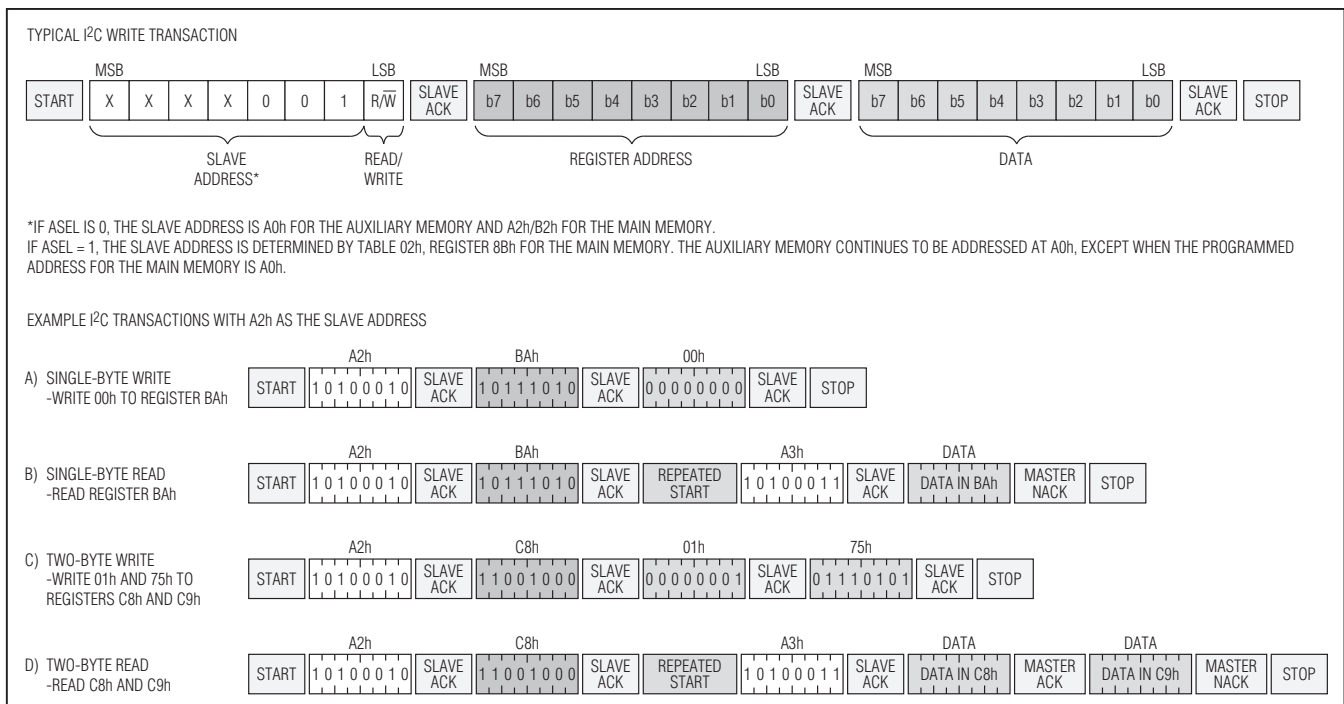 TYPICAL I2C WRITE TRANSACTION
MSB LSB MSB LSB MSB LSB
START X X X X 0 0 1 R/W̅ SLAVE ACK b7 b6 b5 b4 b3 b2 b1 b0 SLAVE ACK b7 b6 b5 b4 b3 b2 b1 b0 SLAVE ACK STOP
SLAVE ADDRESS* READ/WRITE REGISTER ADDRESS DATA
*IF ASEL IS 0, THE SLAVE ADDRESS IS A0h FOR THE AUXILIARY MEMORY AND A2h/B2h FOR THE MAIN MEMORY.
IF ASEL = 1, THE SLAVE ADDRESS IS DETERMINED BY TABLE 02h, REGISTER 8Bh FOR THE MAIN MEMORY. THE AUXILIARY MEMORY CONTINUES TO BE ADDRESSED AT A0h, EXCEPT WHEN THE PROGRAMMED
ADDRESS FOR THE MAIN MEMORY IS A0h.
EXAMPLE I2C TRANSACTIONS WITH A2h AS THE SLAVE ADDRESS
A2h BAh 00h
A) SINGLE-BYTE WRITE
-WRITE 00h TO REGISTER BAh
START 1 0 1 0 0 0 1 0 SLAVE ACK 1 0 1 1 1 0 1 0 SLAVE ACK 0 0 0 0 0 0 0 0 SLAVE ACK STOP
A2h BAh A3h DATA
B) SINGLE-BYTE READ
-READ REGISTER BAh
START 1 0 1 0 0 0 1 0 SLAVE ACK 1 0 1 1 1 0 1 0 SLAVE ACK REPEATED START 1 0 1 0 0 0 1 1 SLAVE ACK DATA IN BAh MASTER NACK STOP
A2h C8h 01h 75h
C) TWO-BYTE WRITE
-WRITE 01h AND 75h TO
REGISTERS C8h AND C9h
START 1 0 1 0 0 0 1 0 SLAVE ACK 1 1 0 0 1 0 0 0 SLAVE ACK 0 0 0 0 0 0 0 1 SLAVE ACK 0 1 1 1 0 1 0 1 SLAVE ACK STOP
A2h C8h A3h DATA DATA
D) TWO-BYTE READ
-READ C8h AND C9h
START 1 0 1 0 0 0 1 0 SLAVE ACK 1 1 0 0 1 0 0 0 SLAVE ACK REPEATED START 1 0 1 0 0 0 1 1 SLAVE ACK DATA IN C8h MASTER ACK DATA IN C9h MASTER NACK STOP